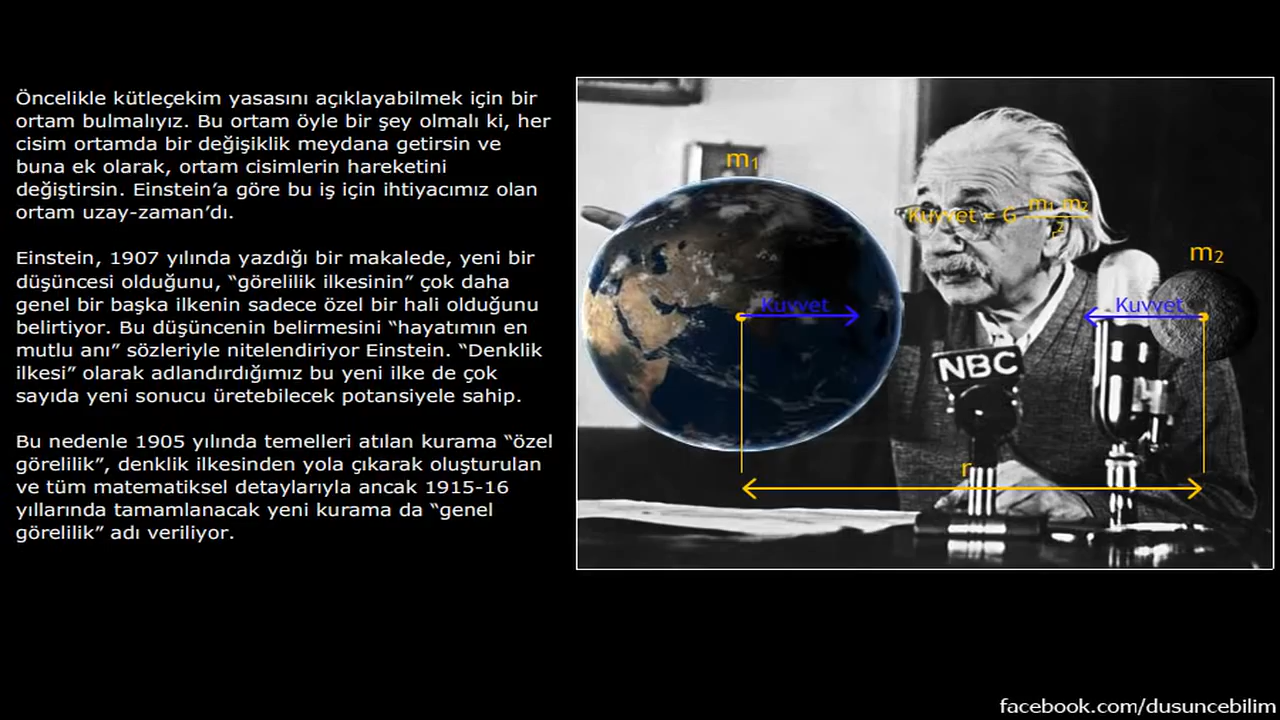 Öncelikle kütleçekim yasasını açıklayabilmek için bir
ortam bulmalıyız. Bu ortam öyle bir şey olmalı ki, her
cisim ortamda bir değişiklik meydana getirsin ve
buna ek olarak, ortam cisimlerin hareketini
değiştirsin. Einstein’a göre bu iş için ihtiyacımız olan
ortam uzay-zaman’dı.
Einstein, 1907 yılında yazdığı bir makalede, yeni bir
düşüncesi olduğunu, “görelilik ilkesinin” çok daha
genel bir başka ilkenin sadece özel bir hali olduğunu
belirtiyor. Bu düşüncenin belirmesini “hayatımın en
mutlu anı” sözleriyle nitelendiriyor Einstein. “Denklik
ilkesi” olarak adlandırdığımız bu yeni ilke de çok
sayıda yeni sonucu üretebilecek potansiyele sahip.
Bu nedenle 1905 yılında temelleri atılan kurama “özel
görelilik”, denklik ilkesinden yola çıkarak oluşturulan
ve tüm matematiksel detaylarıyla ancak 1915-16
yıllarında tamamlanacak yeni kurama da “genel
görelilik” adı veriliyor.
m₁
Kuvvet = G m₁ m₂ / r²
m₂
Kuvvet
Kuvvet
NBC
r
facebook.com/dusuncebilim